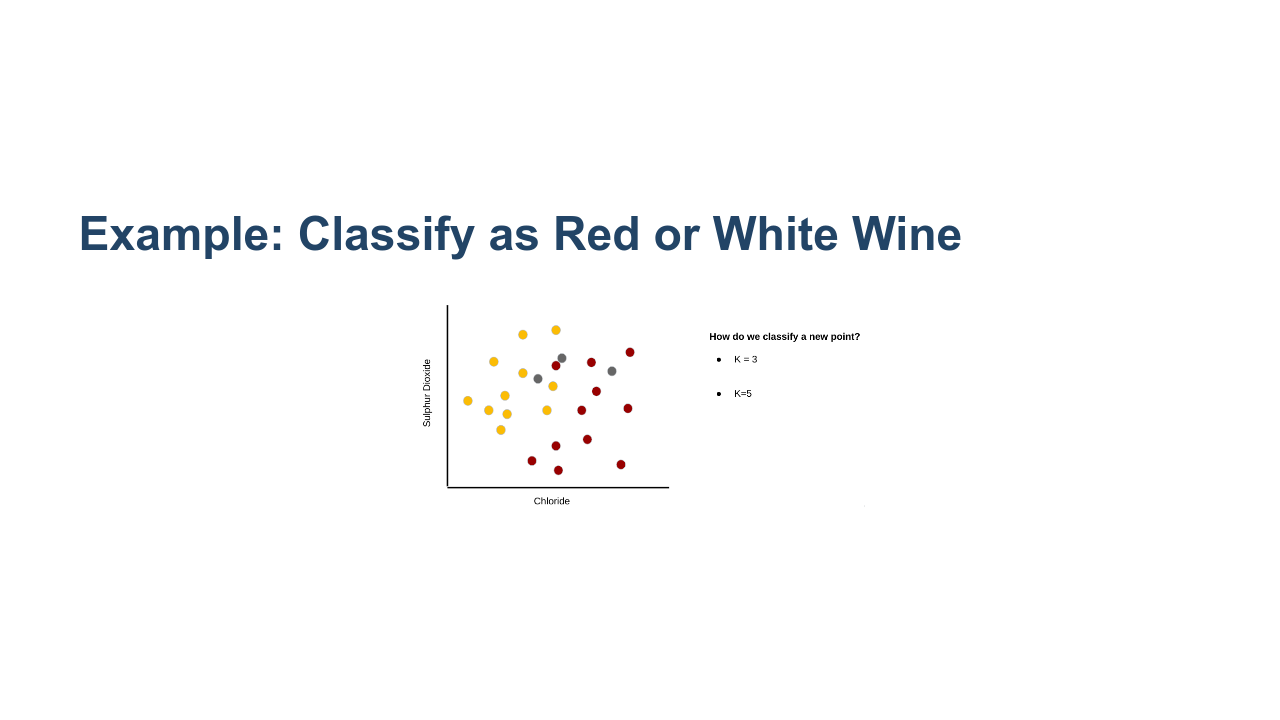 Example: Classify as Red or White Wine
Sulphur Dioxide
Chloride
How do we classify a new point?
● K = 3
● K=5